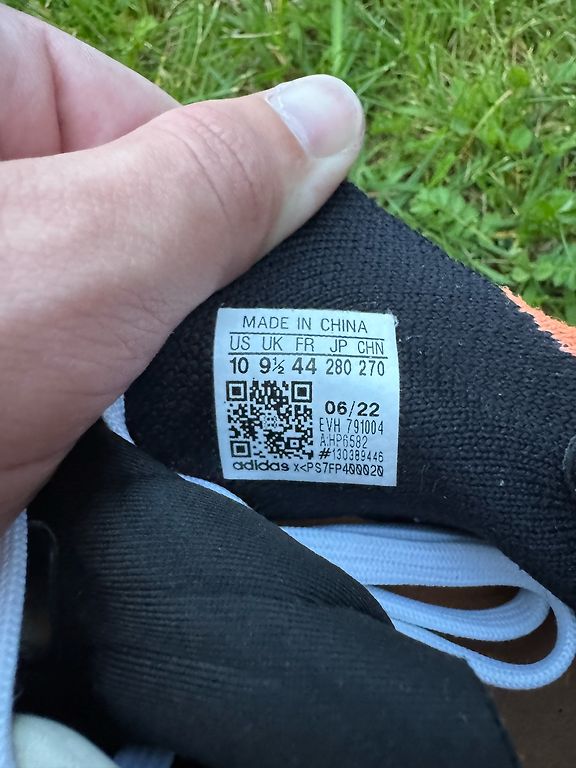 MADE IN CHINA
US UK FR JP CHN
10 9½ 44 280 270
06/22
EVH 791004
A:HP6582
#130389446
adidas x<PS7FP400020